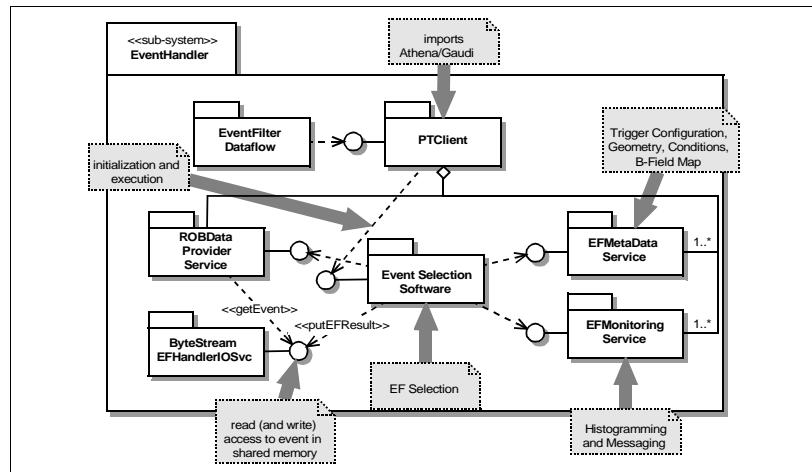 <<sub-system>>
EventHandler
imports
Athena/Gaudi
EventFilter
Dataflow
PTClient
Trigger Configuration,
Geometry, Conditions,
B-Field Map
initialization and
execution
ROBData
Provider
Service
Event Selection
Software
EFMetaData
Service
1..*
<<getEvent>>
<<putEFResult>>
ByteStream
EFHandlerIOSvc
EFMonitoring
Service
1..*
EF Selection
read (and write)
access to event in
shared memory
Histogramming
and Messaging